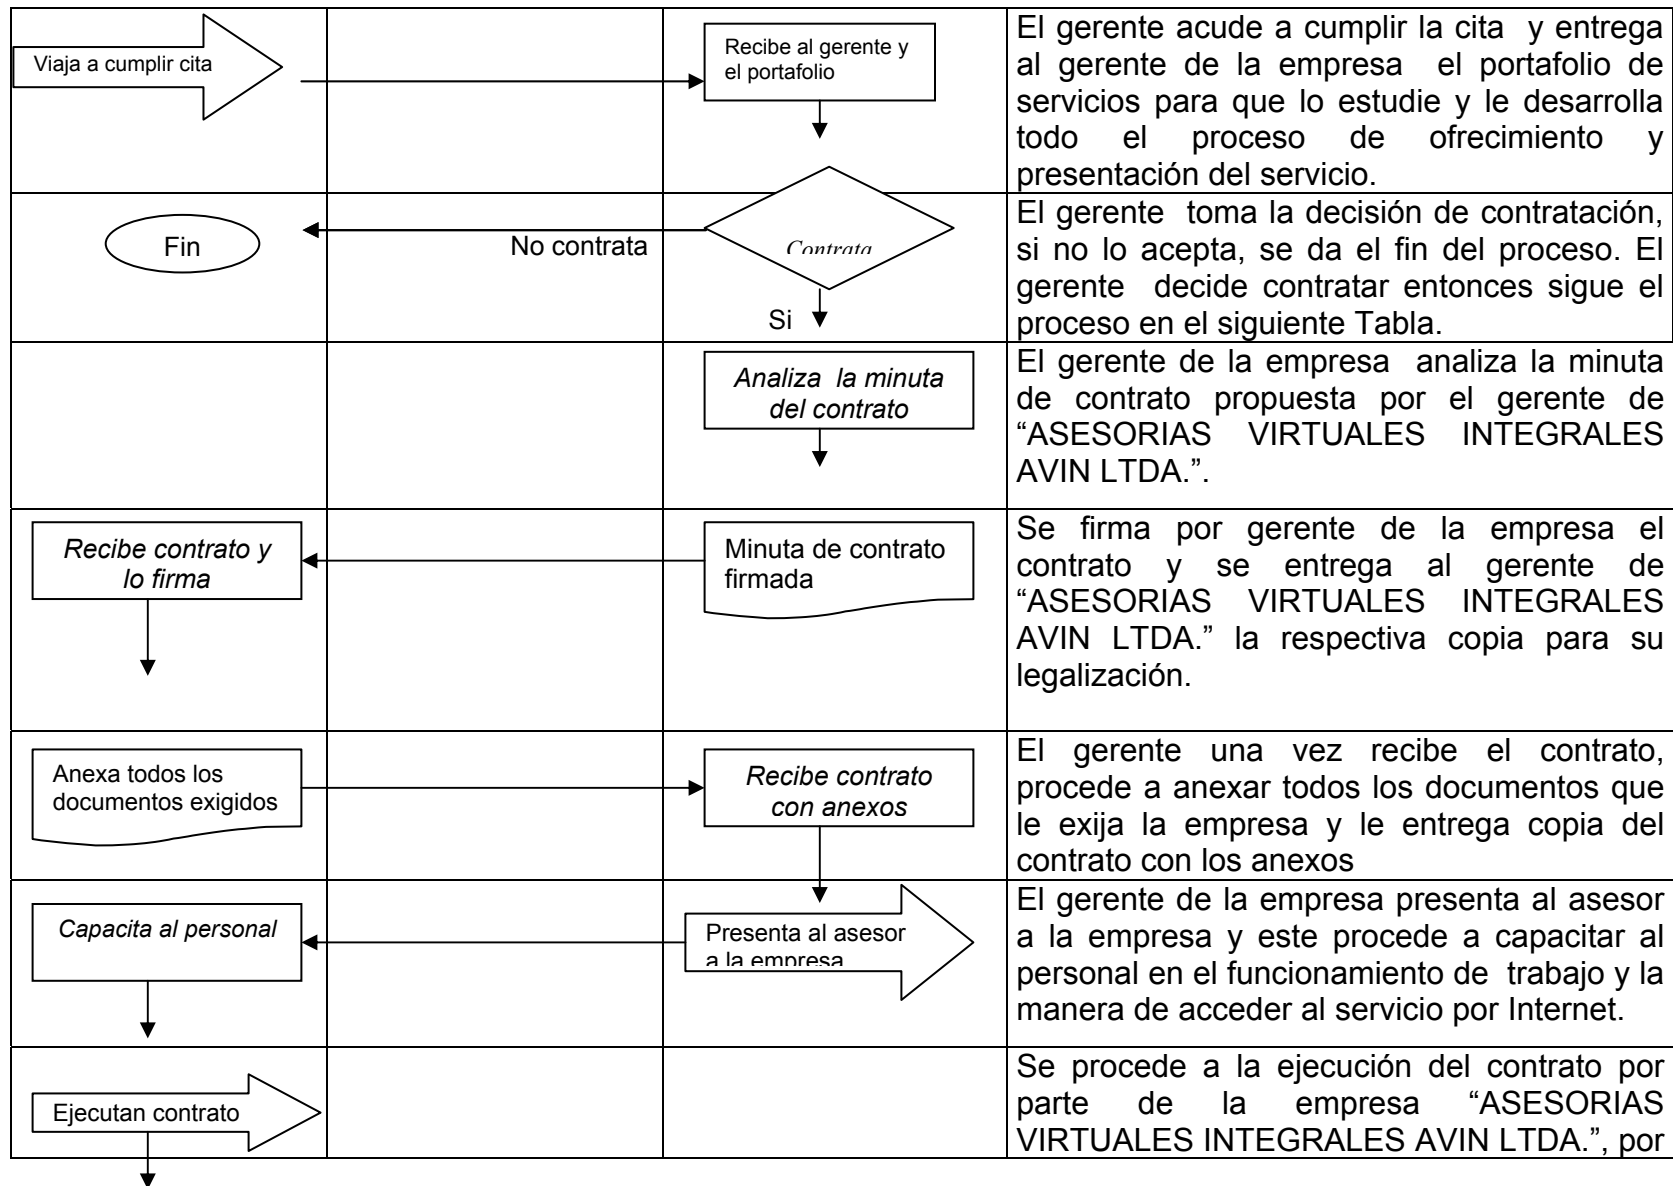 Viaja a cumplir cita
Recibe al gerente y
el portafolio
El gerente acude a cumplir la cita y entrega
al gerente de la empresa el portafolio de
servicios para que lo estudie y le desarrolla
todo el proceso de ofrecimiento y
presentación del servicio.
Fin
No contrata
Contrata
Si
El gerente toma la decisión de contratación,
si no lo acepta, se da el fin del proceso. El
gerente decide contratar entonces sigue el
proceso en el siguiente Tabla.
Analiza la minuta
del contrato
El gerente de la empresa analiza la minuta
de contrato propuesta por el gerente de
“ASESORIAS VIRTUALES INTEGRALES
AVIN LTDA.”.
Recibe contrato y
lo firma
Minuta de contrato
firmada
Se firma por gerente de la empresa el
contrato y se entrega al gerente de
“ASESORIAS VIRTUALES INTEGRALES
AVIN LTDA.” la respectiva copia para su
legalización.
Anexa todos los
documentos exigidos
Recibe contrato
con anexos
El gerente una vez recibe el contrato,
procede a anexar todos los documentos que
le exija la empresa y le entrega copia del
contrato con los anexos
Capacita al personal
Presenta al asesor
a la empresa
El gerente de la empresa presenta al asesor
a la empresa y este procede a capacitar al
personal en el funcionamiento de trabajo y la
manera de acceder al servicio por Internet.
Ejecutan contrato
Se procede a la ejecución del contrato por
parte de la empresa “ASESORIAS
VIRTUALES INTEGRALES AVIN LTDA.”, por